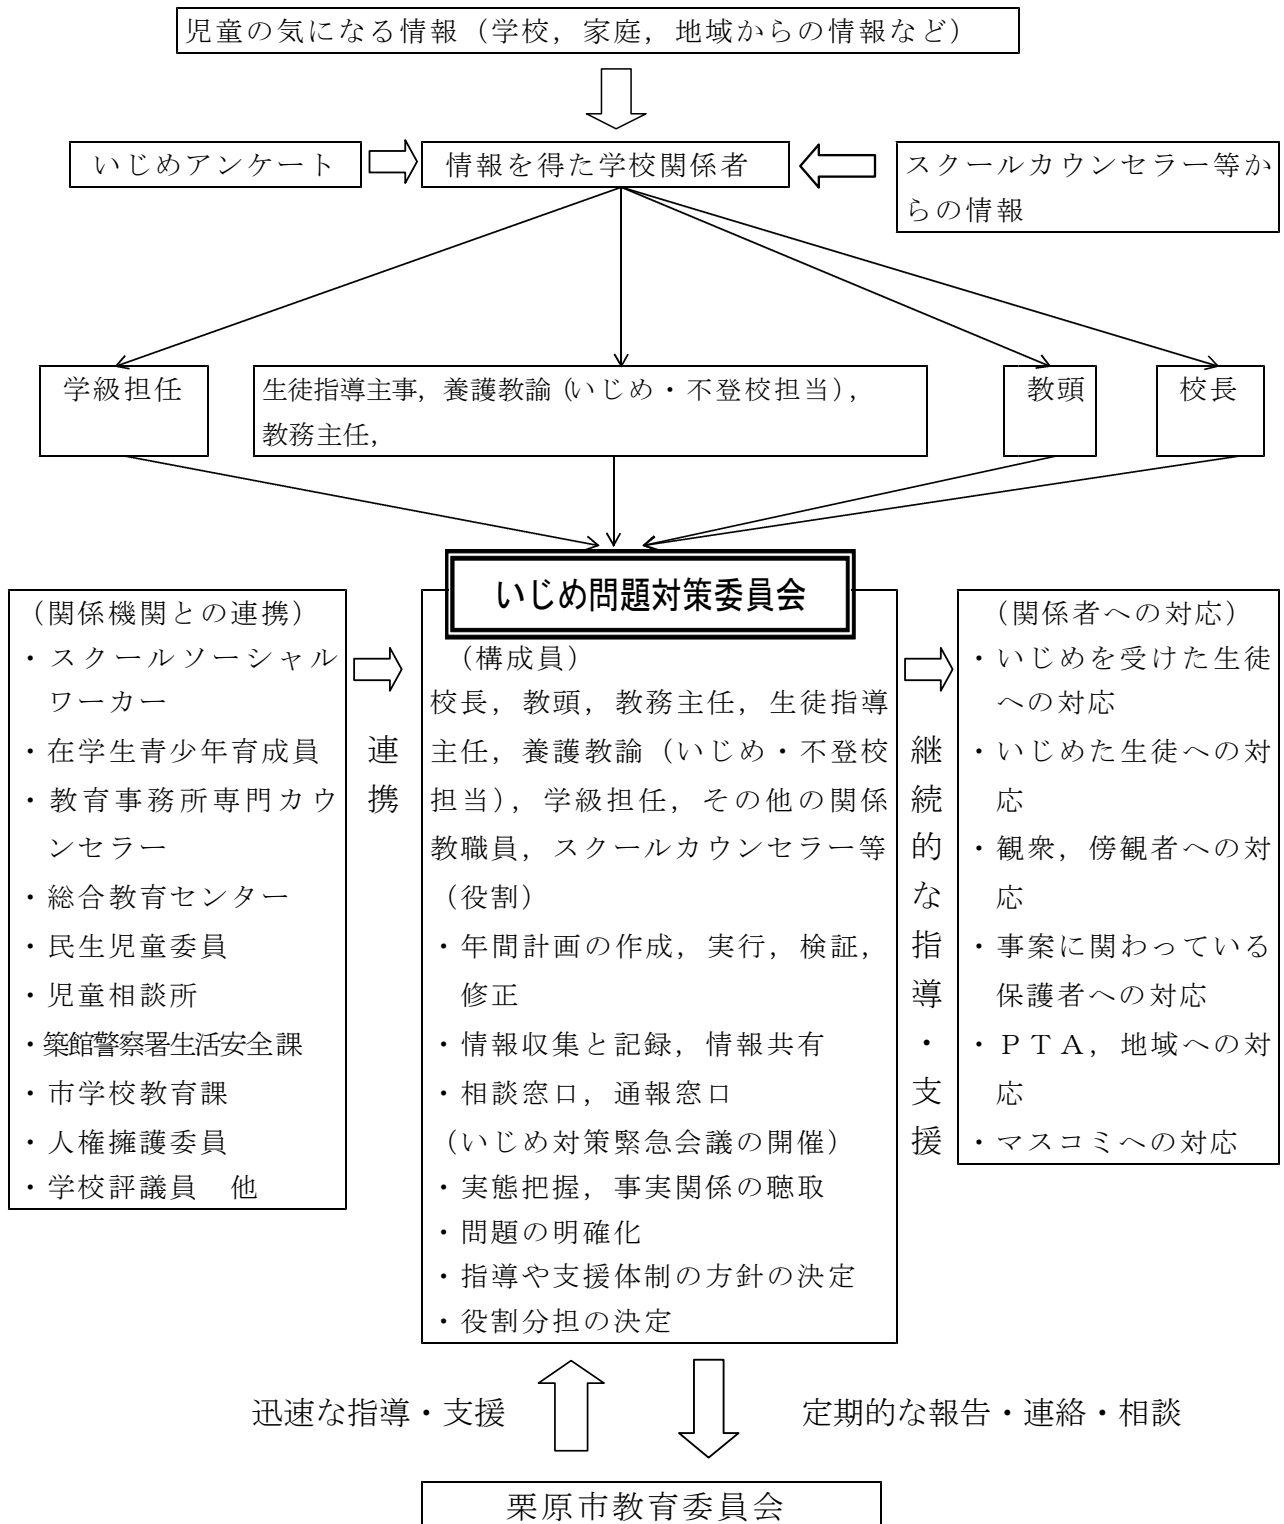 児童の気になる情報（学校，家庭，地域からの情報など）
いじめアンケート
情報を得た学校関係者
スクールカウンセラー等か
らの情報
学級担任
生徒指導主事，養護教諭（いじめ・不登校担当），
教務主任，
教頭
校長
いじめ問題対策委員会
（関係機関との連携）
・スクールソーシャル
ワーカー
・在学生青少年育成員
・教育事務所専門カウ
ンセラー
・総合教育センター
・民生児童委員
・児童相談所
・築館警察署生活安全課
・市学校教育課
・人権擁護委員
・学校評議員　他
連携
（構成員）
校長，教頭，教務主任，生徒指導
主任，養護教諭（いじめ・不登校
担当），学級担任，その他の関係
教職員，スクールカウンセラー等
（役割）
・年間計画の作成，実行，検証，
修正
・情報収集と記録，情報共有
・相談窓口，通報窓口
（いじめ対策緊急会議の開催）
・実態把握，事実関係の聴取
・問題の明確化
・指導や支援体制の方針の決定
・役割分担の決定
継続的な指導・支援
（関係者への対応）
・いじめを受けた生徒
への対応
・いじめた生徒への対
応
・観衆，傍観者への対
応
・事案に関わっている
保護者への対応
・ＰＴＡ，地域への対
応
・マスコミへの対応
迅速な指導・支援
定期的な報告・連絡・相談
栗原市教育委員会